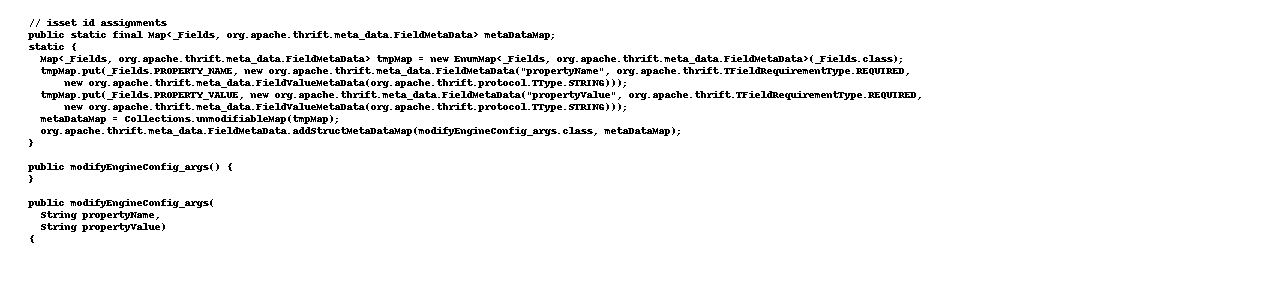 // isset id assignments
public static final Map<_Fields, org.apache.thrift.meta_data.FieldMetaData> metaDataMap;
static {
  Map<_Fields, org.apache.thrift.meta_data.FieldMetaData> tmpMap = new EnumMap<_Fields, org.apache.thrift.meta_data.FieldMetaData>(_Fields.class);
  tmpMap.put(_Fields.PROPERTY_NAME, new org.apache.thrift.meta_data.FieldMetaData("propertyName", org.apache.thrift.TFieldRequirementType.REQUIRED,
      new org.apache.thrift.meta_data.FieldValueMetaData(org.apache.thrift.protocol.TType.STRING)));
  tmpMap.put(_Fields.PROPERTY_VALUE, new org.apache.thrift.meta_data.FieldMetaData("propertyValue", org.apache.thrift.TFieldRequirementType.REQUIRED,
      new org.apache.thrift.meta_data.FieldValueMetaData(org.apache.thrift.protocol.TType.STRING)));
  metaDataMap = Collections.unmodifiableMap(tmpMap);
  org.apache.thrift.meta_data.FieldMetaData.addStructMetaDataMap(modifyEngineConfig_args.class, metaDataMap);
}

public modifyEngineConfig_args() {
}

public modifyEngineConfig_args(
  String propertyName,
  String propertyValue)
{